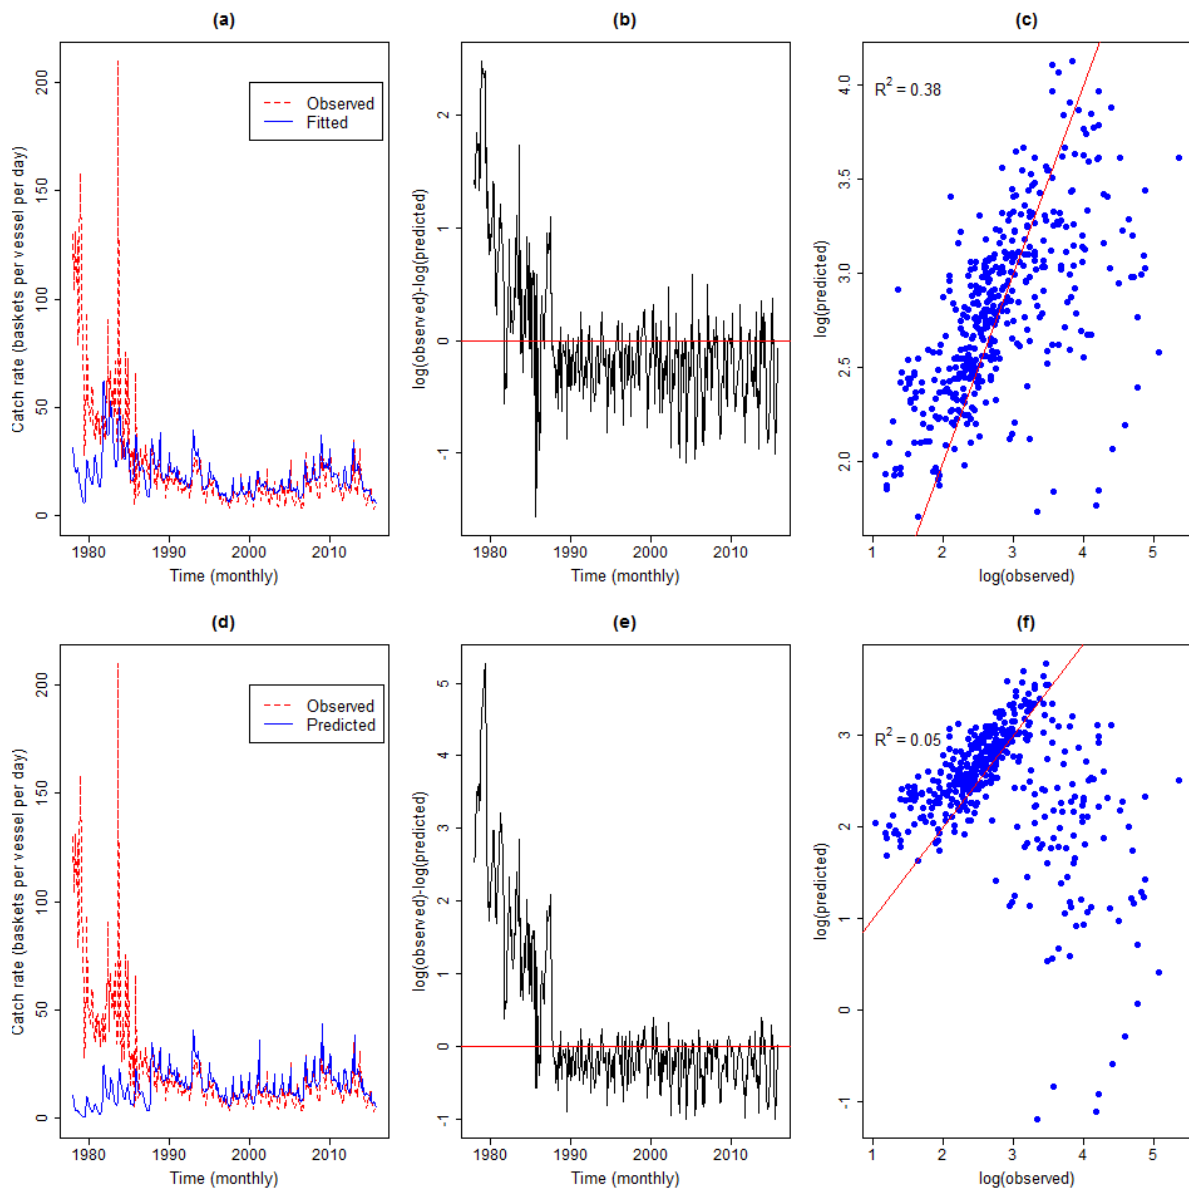 (a)
(b)
(c)
Catch rate (baskets per vessel per day)
200
150
100
50
0
Observed
Fitted
1980
1990
2000
2010
Time (monthly)
log(observed)-log(predicted)
2
1
0
-1
1980
1990
2000
2010
Time (monthly)
log(predicted)
4.0
3.5
3.0
2.5
2.0
R² = 0.38
1
2
3
4
5
log(observed)
(d)
(e)
(f)
Catch rate (baskets per vessel per day)
200
150
100
50
0
Observed
Predicted
1980
1990
2000
2010
Time (monthly)
log(observed)-log(predicted)
5
4
3
2
1
0
-1
1980
1990
2000
2010
Time (monthly)
log(predicted)
3
2
1
0
-1
R² = 0.05
1
2
3
4
5
log(observed)